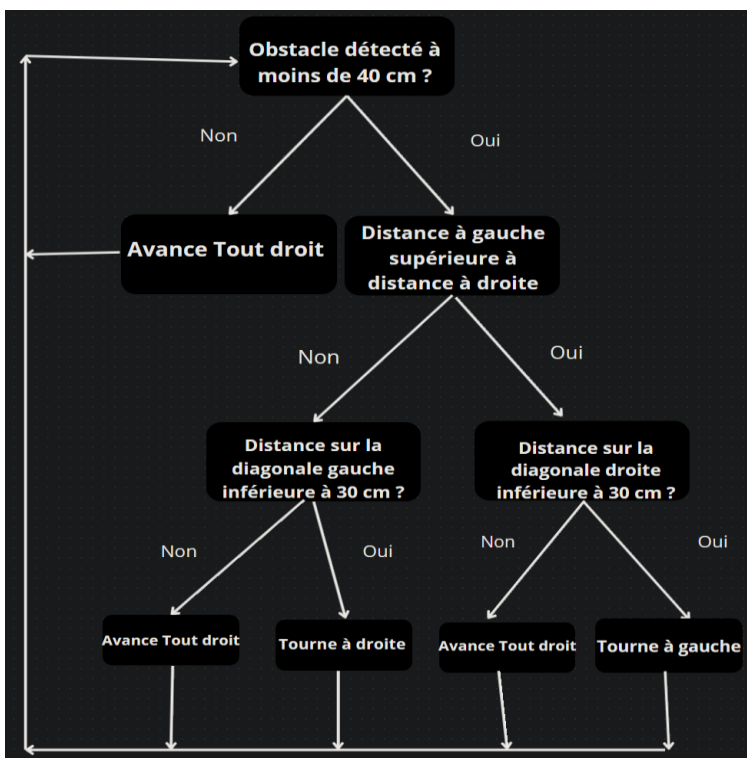 Obstacle détecté à
moins de 40 cm ?
Non
Oui
Avance Tout droit
Distance à gauche
supérieure à
distance à droite
Non
Oui
Distance sur la
diagonale gauche
inférieure à 30 cm ?
Distance sur la
diagonale droite
inférieure à 30 cm ?
Non
Oui
Non
Oui
Avance Tout droit
Tourne à droite
Avance Tout droit
Tourne à gauche